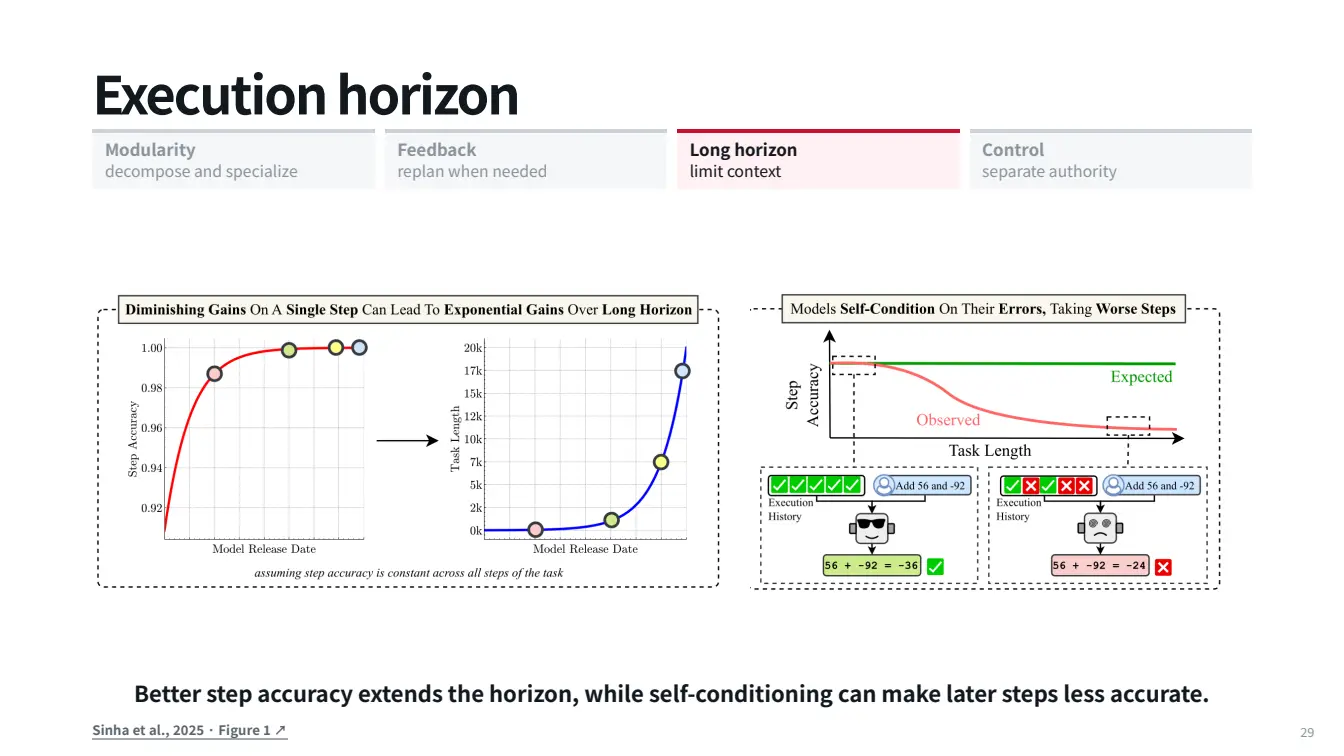 Execution horizon
Modularity
decompose and specialize
Feedback
replan when needed
Long horizon
limit context
Control
separate authority
Diminishing Gains On A Single Step Can Lead To Exponential Gains Over Long Horizon
1.00
0.98
0.96
0.94
0.92
Step Accuracy
Model Release Date
20k
17k
15k
12k
10k
7k
5k
2k
0k
Task Length
Model Release Date
assuming step accuracy is constant across all steps of the task
Models Self-Condition On Their Errors, Taking Worse Steps
Step
Accuracy
Expected
Observed
Task Length
Add 56 and -92
Execution
History
56 + -92 = -36
Add 56 and -92
Execution
History
56 + -92 = -24
Better step accuracy extends the horizon, while self-conditioning can make later steps less accurate.
Sinha et al., 2025 · Figure 1 ↗
29